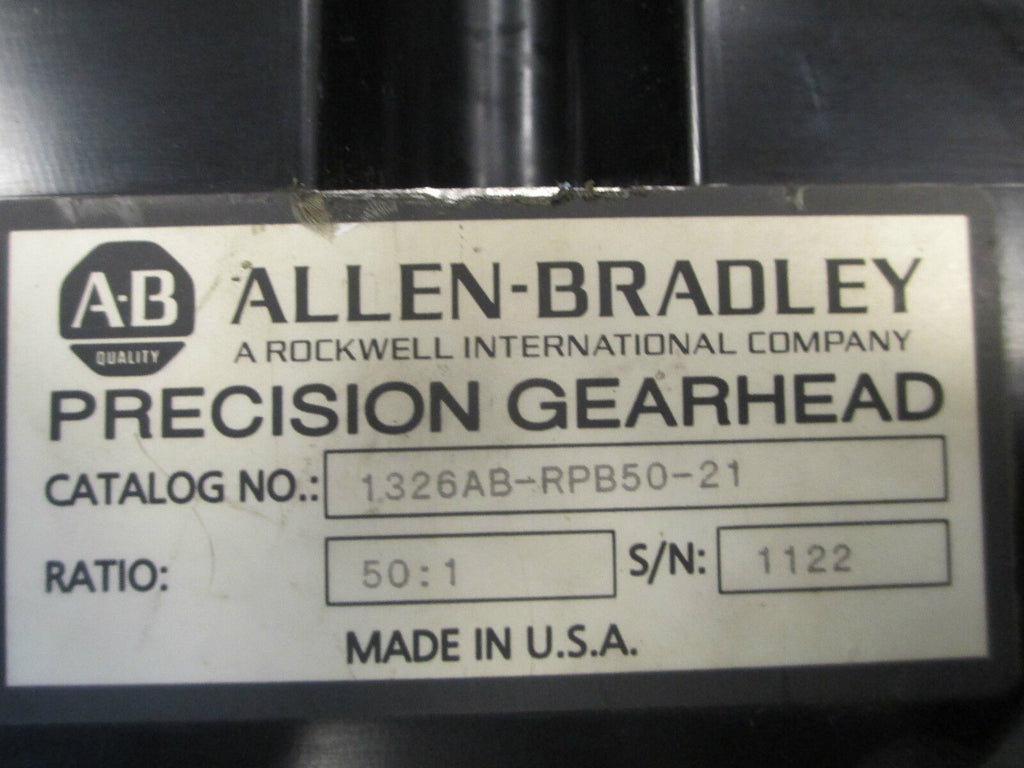 A-B
QUALITY
ALLEN-BRADLEY
A ROCKWELL INTERNATIONAL COMPANY
PRECISION GEARHEAD
CATALOG NO.: 1326AB-RPB50-21
RATIO: 50:1 S/N: 1122
MADE IN U.S.A.